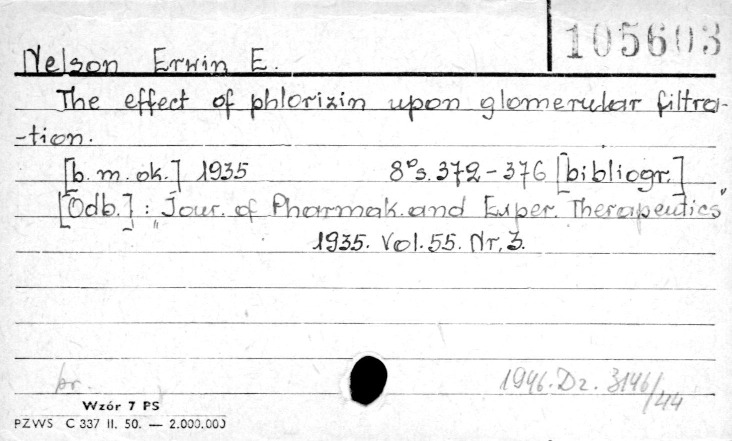 105603
Nelson Erwin E.
The effect of phlorizin upon glomerular filtra-
-tion.
[b. m. ok.] 1935 8° s. 372-376 [bibliogr.]
[Odb.] : „Jour. of Pharmak. and Exper. Therapeutics"
1935. Vol. 55. Nr. 3.
br. 1946. Dz. 3146/44
Wzór 7 PS
PZWS C 337 II. 50. — 2.000.000